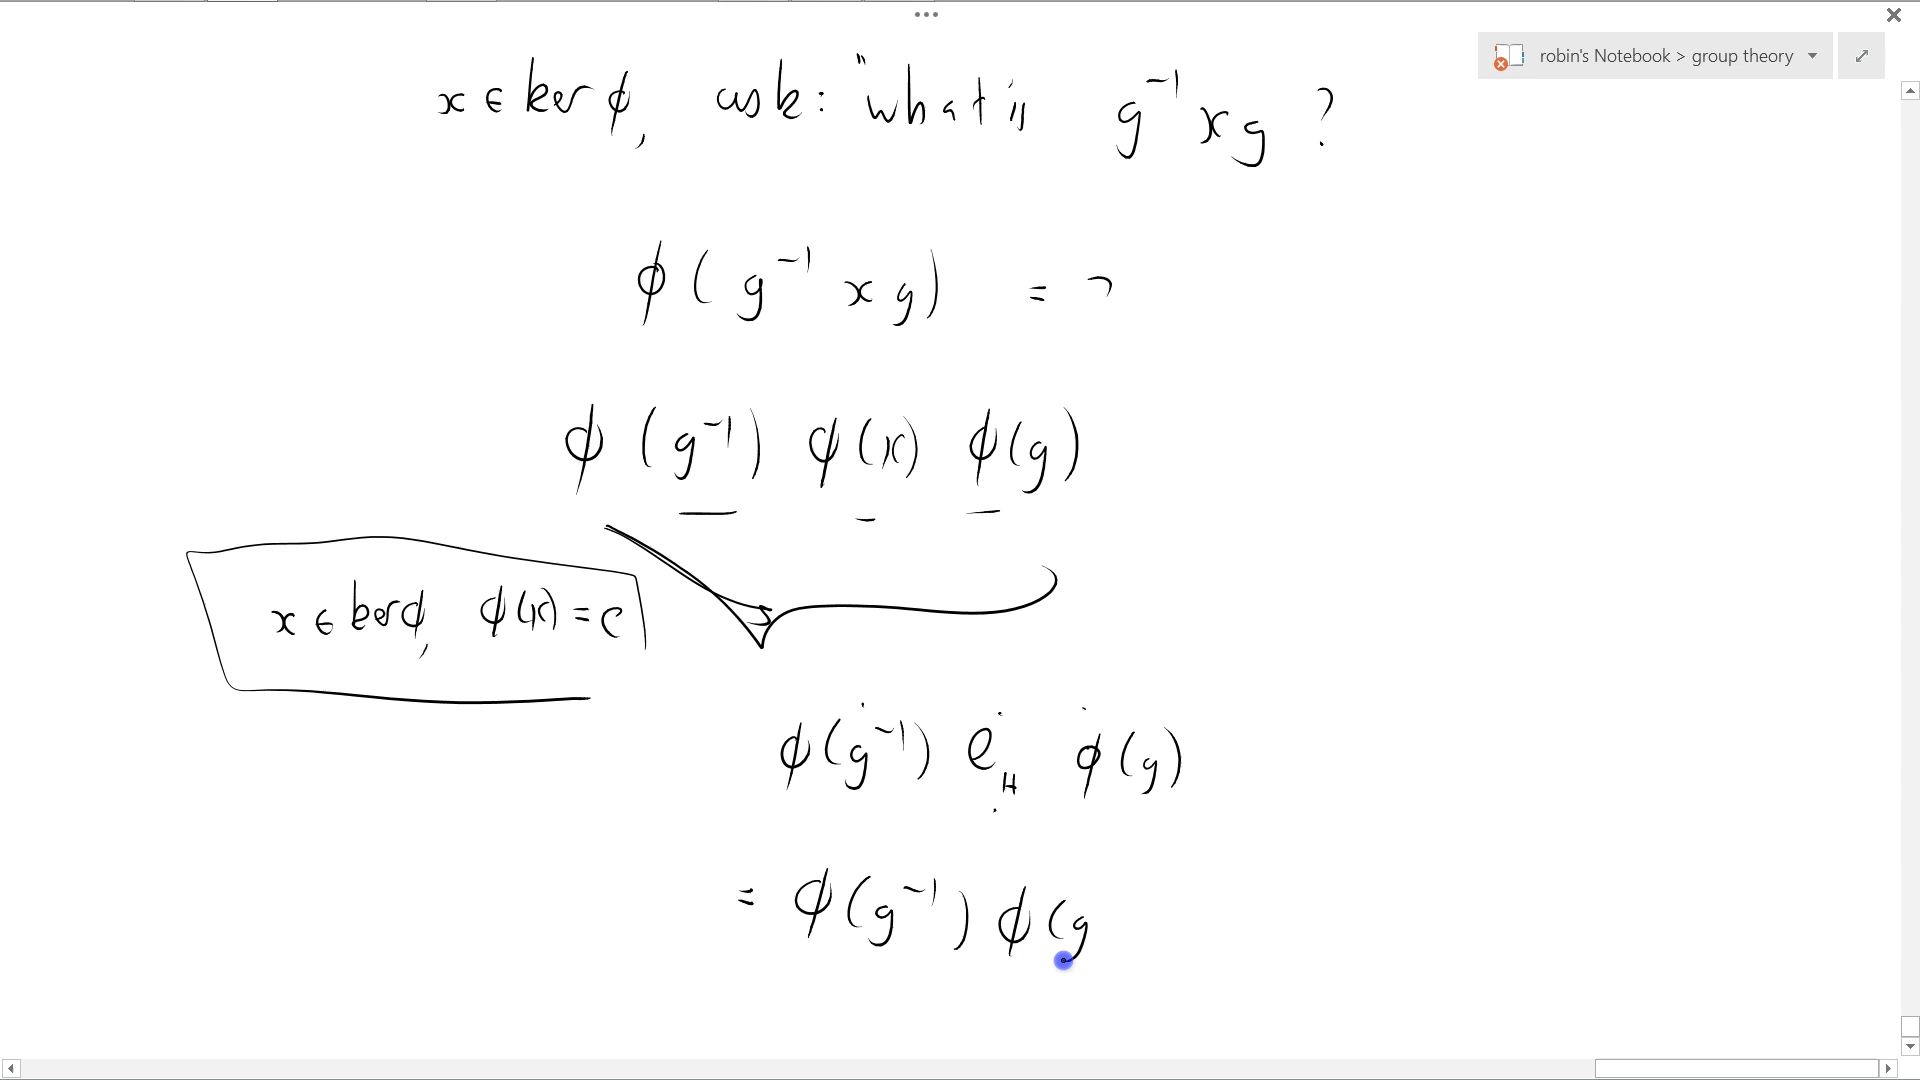 robin's Notebook > group theory
x ∈ ker ϕ, ask: "what is g⁻¹xg ?
ϕ(g⁻¹xg) = ?
ϕ(g⁻¹) ϕ(x) ϕ(g)
x ∈ ker ϕ, ϕ(x) = e
ϕ(g⁻¹) e_H ϕ(g)
= ϕ(g⁻¹) ϕ(g